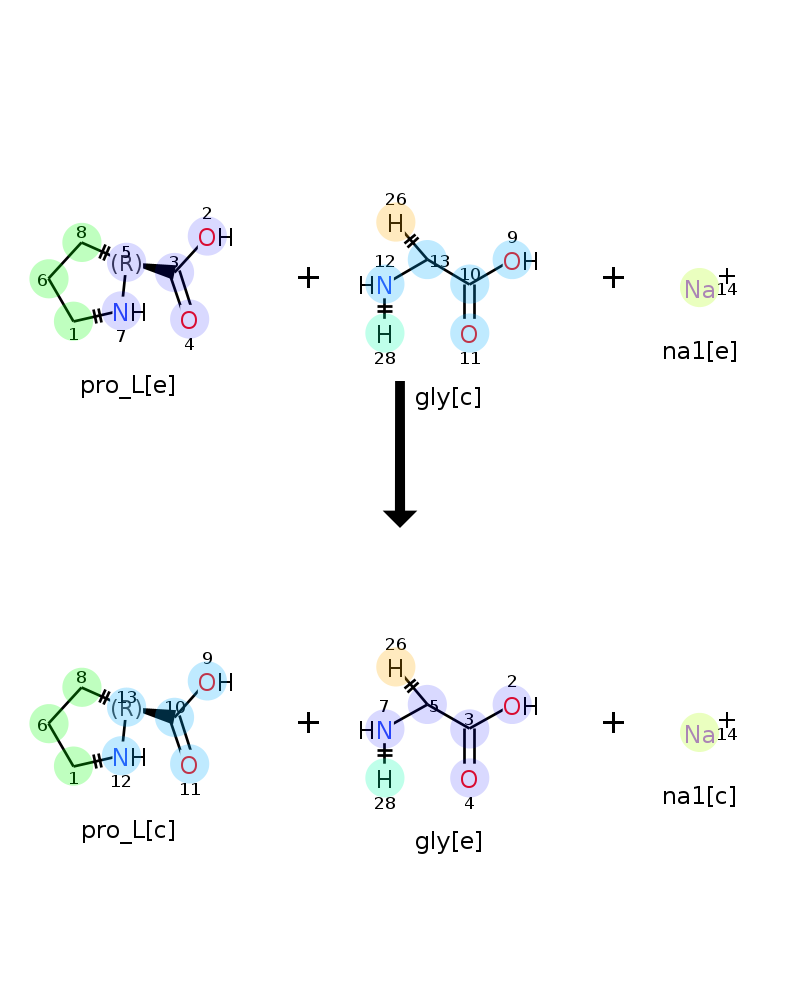 26
2
8 5 OH H 9
(R) 3 12 13 10 OH +
6 + H N + Na 14
NH O H O
1 7 4 28 11 na1[e]
pro_L[e] gly[c]
26
9
8 13 OH H 2
(R) 10 7 5 3 OH +
6 + H N + Na 14
NH O H O
1 12 11 28 4 na1[c]
pro_L[c] gly[e]